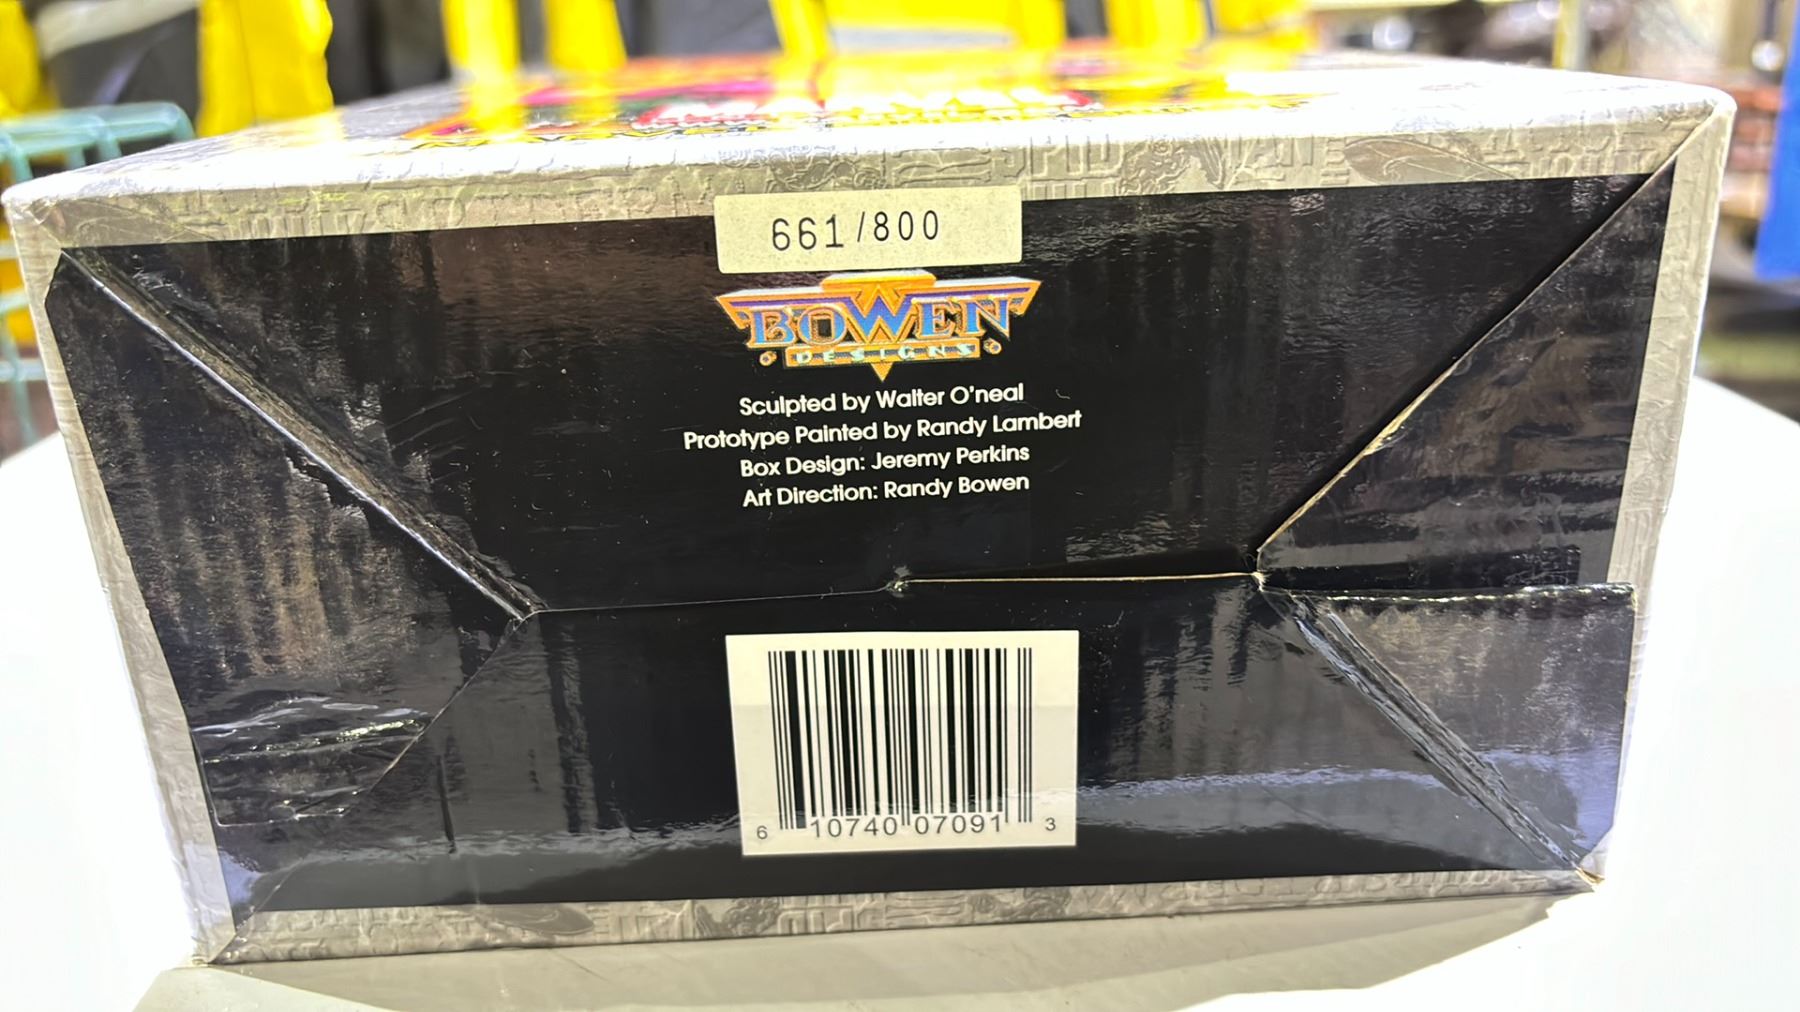 661/800
BOWEN
DESIGNS
Sculpted by Walter O'neal
Prototype Painted by Randy Lambert
Box Design: Jeremy Perkins
Art Direction: Randy Bowen
6 10740 07091 3